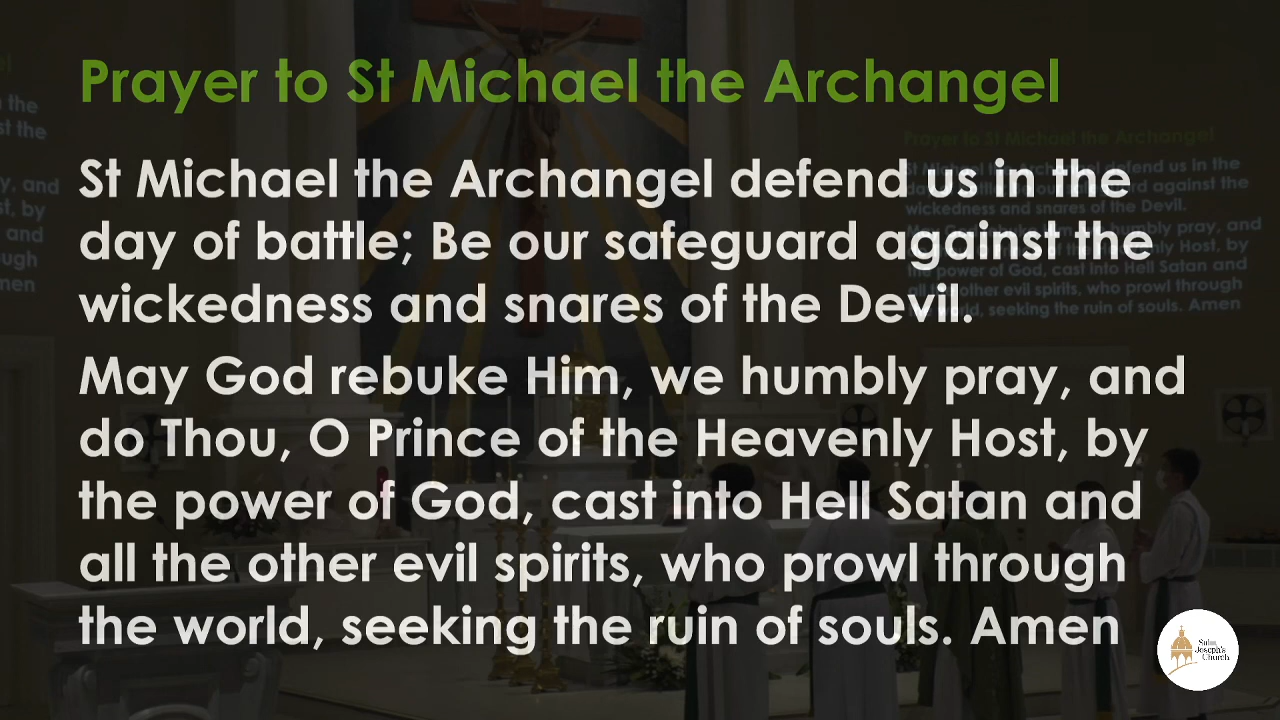 Prayer to St Michael the Archangel
St Michael the Archangel defend us in the
day of battle; Be our safeguard against the
wickedness and snares of the Devil.
May God rebuke Him, we humbly pray, and
do Thou, O Prince of the Heavenly Host, by
the power of God, cast into Hell Satan and
all the other evil spirits, who prowl through
the world, seeking the ruin of souls. Amen
Saint
Joseph's
Church